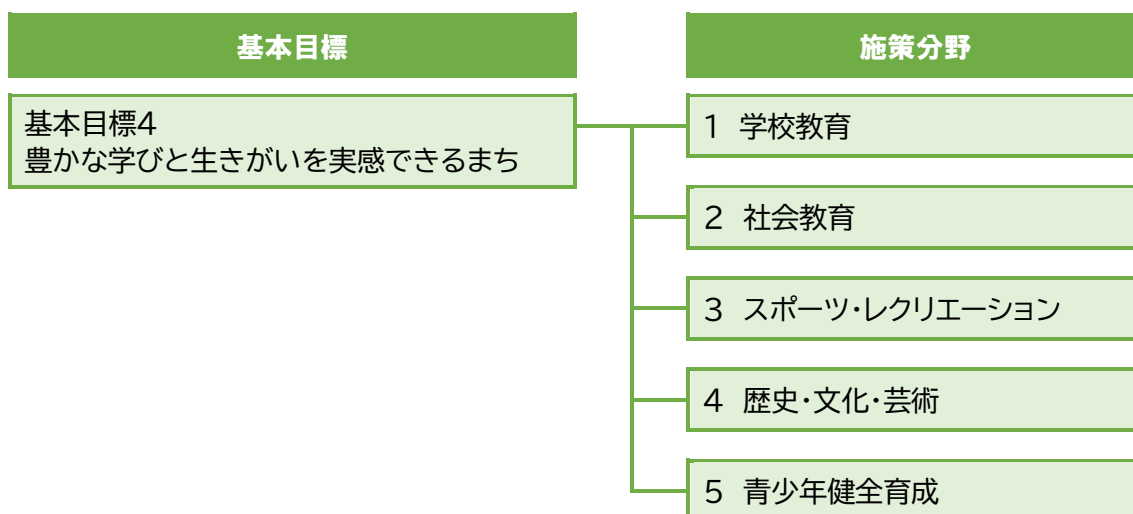 基本目標
施策分野
基本目標4
豊かな学びと生きがいを実感できるまち
1 学校教育
2 社会教育
3 スポーツ・レクリエーション
4 歴史・文化・芸術
5 青少年健全育成